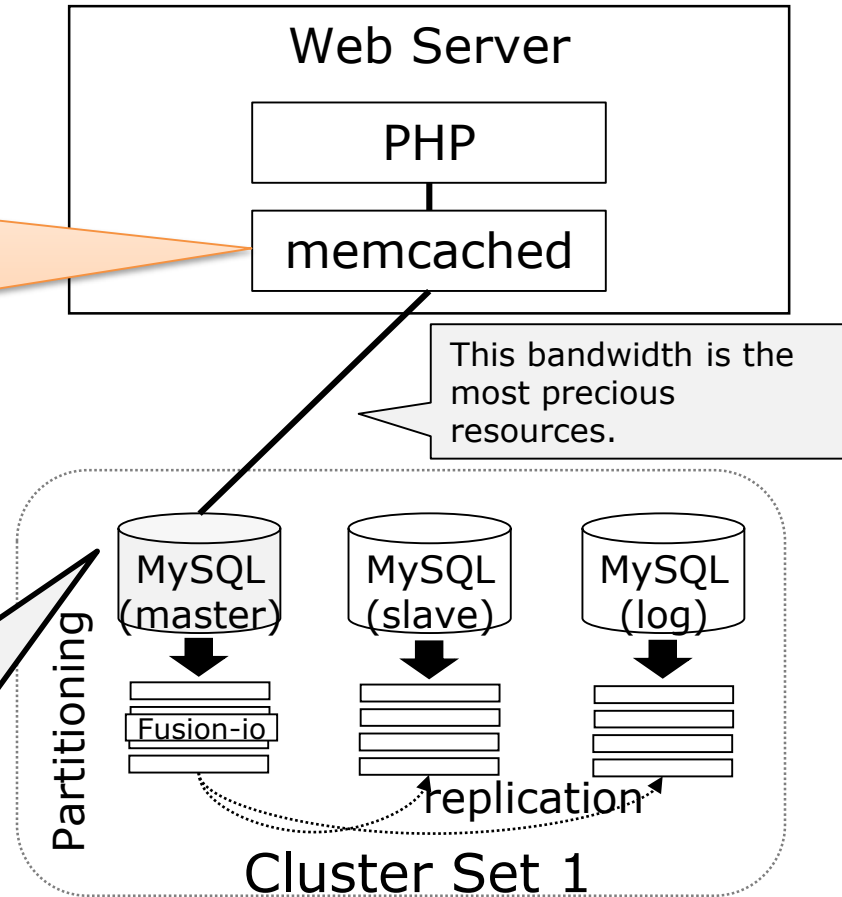 Web Server
PHP
memcached
This bandwidth is the
most precious
resources.
MySQL
(master)
MySQL
(slave)
MySQL
(log)
Partitioning
Fusion-io
replication
Cluster Set 1